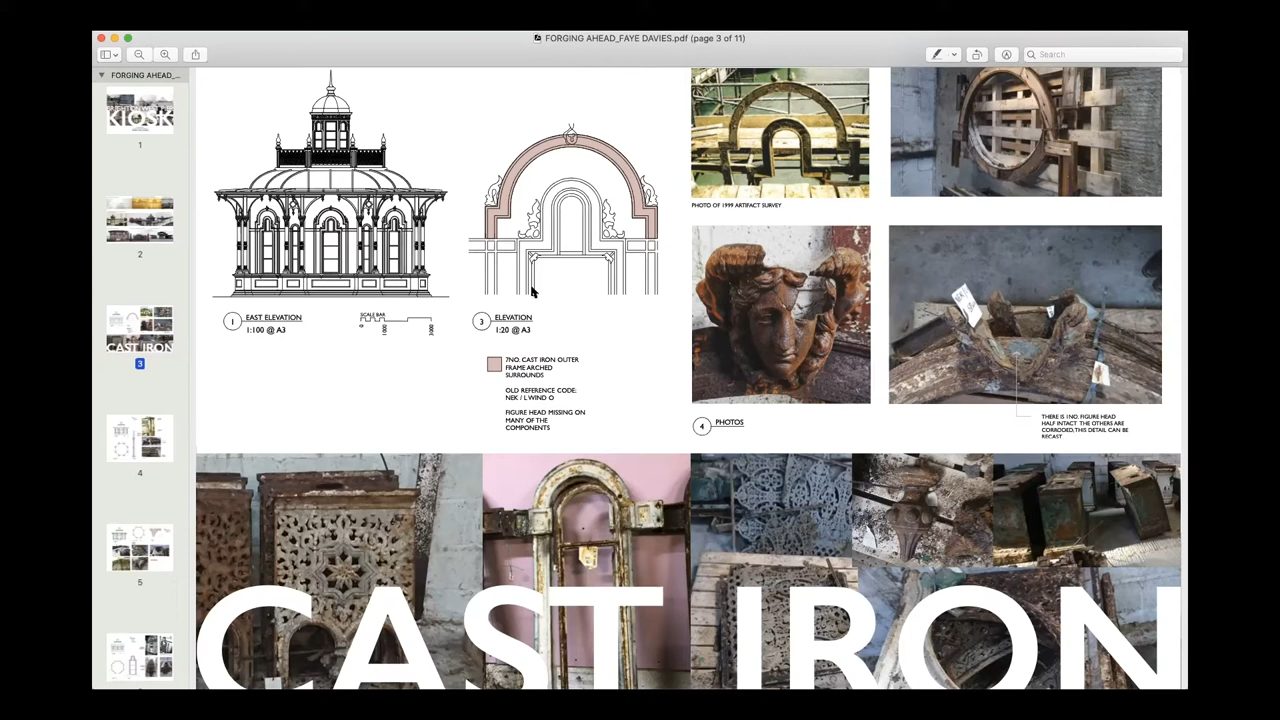 FORGING AHEAD_FAYE DAVIES.pdf (page 3 of 11)
Search
FORGING AHEAD_...
KIOSK
1
2
CAST IRON
3
4
5
1
EAST ELEVATION
1:100 @ A3
SCALE BAR
0
1000
3000
3
ELEVATION
1:20 @ A3
7NO. CAST IRON OUTER
FRAME ARCHED
SURROUNDS
OLD REFERENCE CODE:
NEK / L WIND O
FIGURE HEAD MISSING ON
MANY OF THE
COMPONENTS
PHOTO OF 1999 ARTIFACT SURVEY
4
PHOTOS
THERE IS 1NO. FIGURE HEAD
HALF INTACT THE OTHERS ARE
CORRODED, THIS DETAIL CAN BE
RECAST
CAST IRON